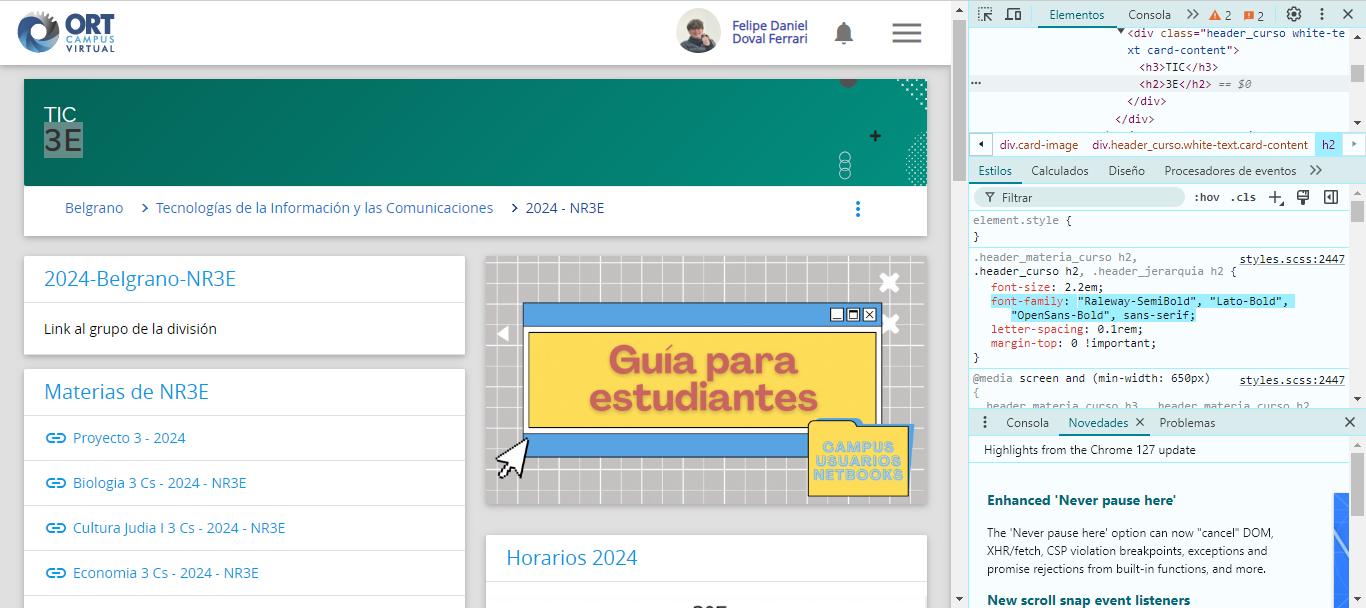 ORT
CAMPUS
VIRTUAL
Felipe Daniel
Doval Ferrari
TIC
3E
Belgrano > Tecnologías de la Información y las Comunicaciones > 2024 - NR3E
2024-Belgrano-NR3E
Link al grupo de la división
Materias de NR3E
Proyecto 3 - 2024
Biologia 3 Cs - 2024 - NR3E
Cultura Judia I 3 Cs - 2024 - NR3E
Economia 3 Cs - 2024 - NR3E
Guía para
estudiantes
CAMPUS
USUARIOS
NETBOOKS
Horarios 2024
Elementos Consola 2 2
<div class="header_curso white-te
xt card-content">
<h3>TIC</h3>
<h2>3E</h2> == $0
</div>
</div>
div.card-image div.header_curso.white-text.card-content h2
Estilos Calculados Diseño Procesadores de eventos
Filtrar :hov .cls
element.style {
}
.header_materia_curso h2, styles.scss:2447
.header_curso h2, .header_jerarquia h2 {
font-size: 2.2em;
font-family: "Raleway-SemiBold", "Lato-Bold",
"OpenSans-Bold", sans-serif;
letter-spacing: 0.1rem;
margin-top: 0 !important;
}
@media screen and (min-width: 650px) styles.scss:2447
{
.header_materia_curso h3, .header_materia_curso h2,
Consola Novedades Problemas
Highlights from the Chrome 127 update
Enhanced 'Never pause here'
The 'Never pause here' option can now "cancel" DOM,
XHR/fetch, CSP violation breakpoints, exceptions and
promise rejections from built-in functions, and more.
New scroll snap event listeners